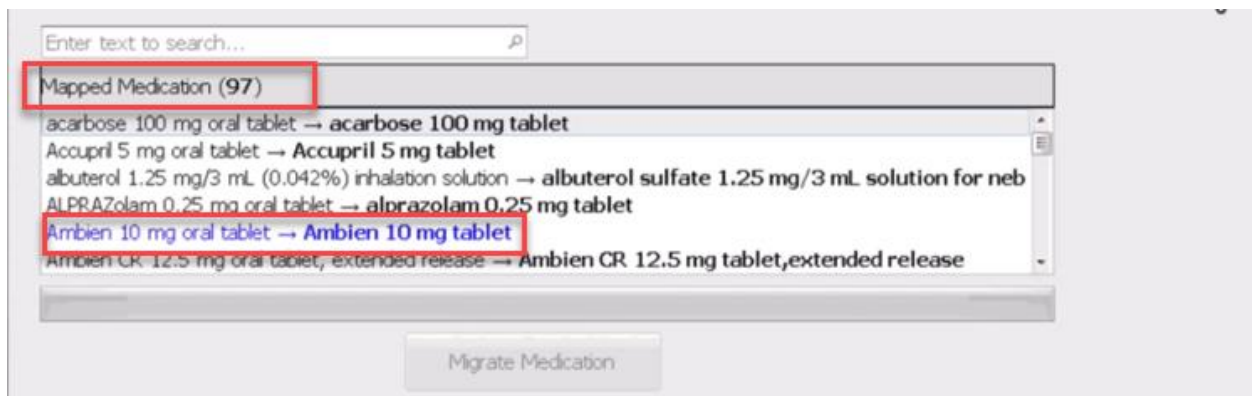 Enter text to search...
Mapped Medication (97)
acarbose 100 mg oral tablet → acarbose 100 mg tablet
Accupril 5 mg oral tablet → Accupril 5 mg tablet
albuterol 1.25 mg/3 mL (0.042%) inhalation solution → albuterol sulfate 1.25 mg/3 mL solution for neb
ALPRAZolam 0.25 mg oral tablet → alprazolam 0.25 mg tablet
Ambien 10 mg oral tablet → Ambien 10 mg tablet
Ambien CR 12.5 mg oral tablet, extended release → Ambien CR 12.5 mg tablet,extended release
Migrate Medication